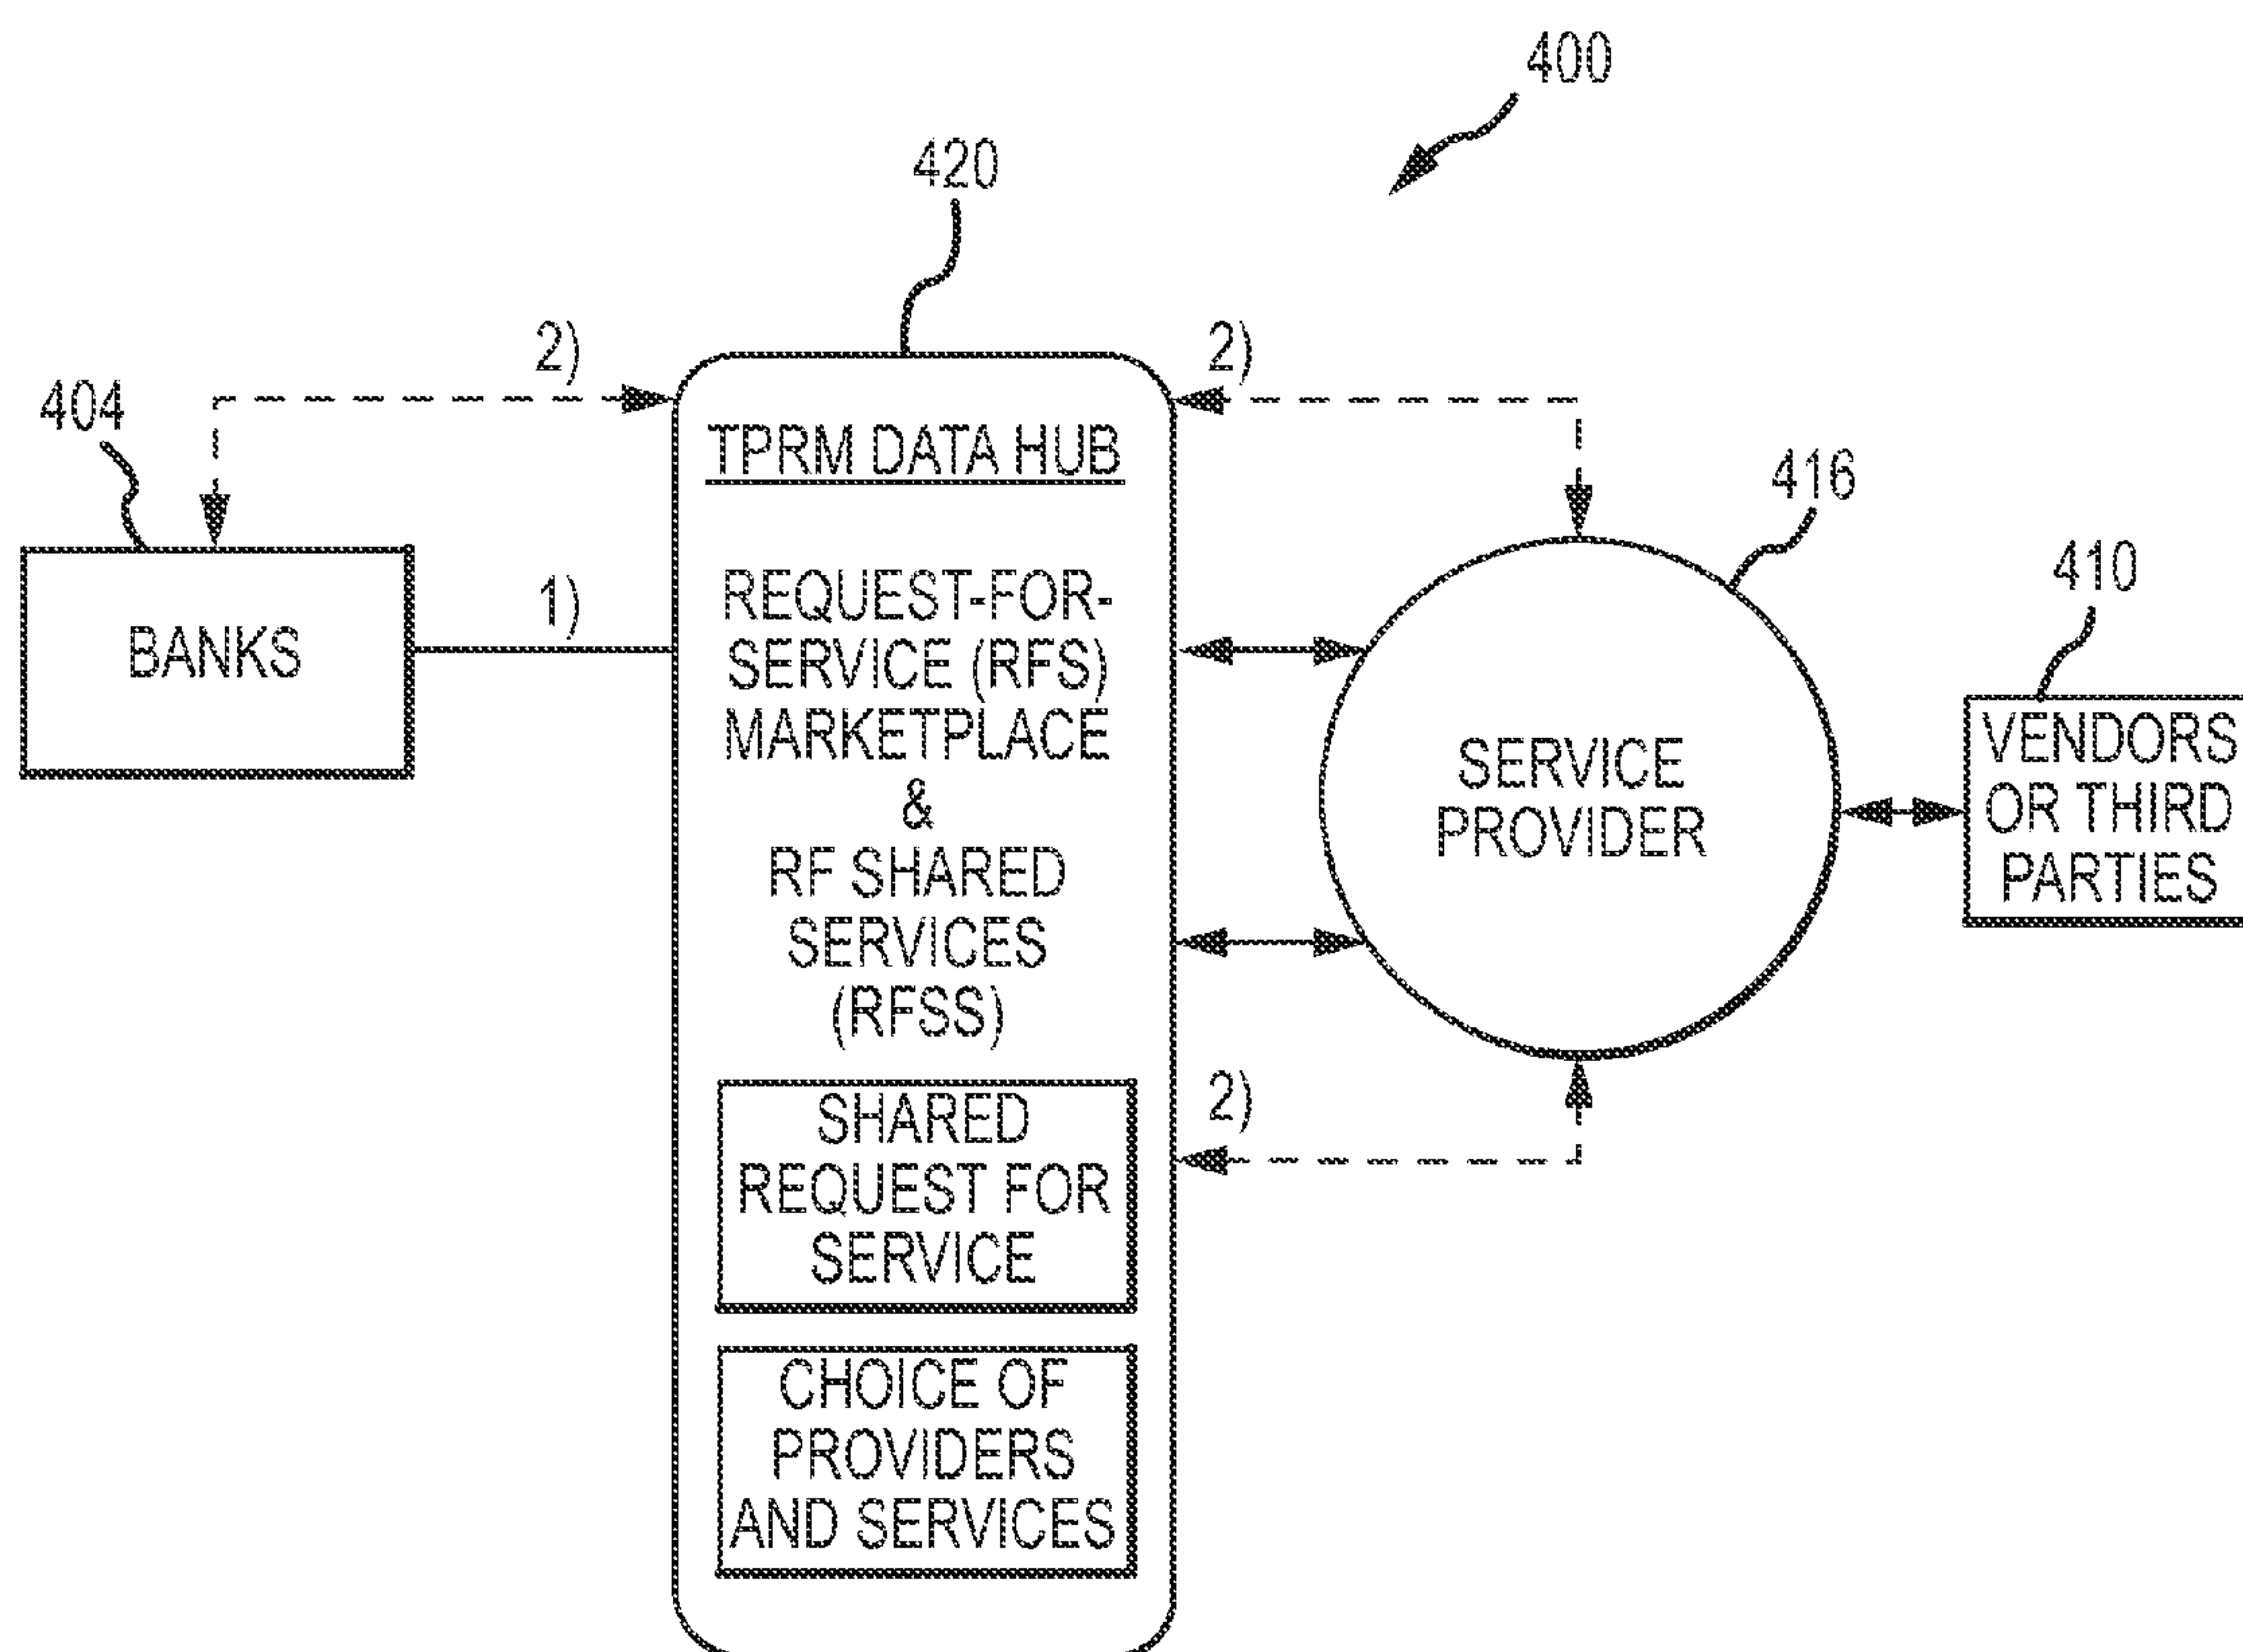 400
420
2)
2)
404
TPRM DATA HUB
416
410
1)
REQUEST-FOR-
SERVICE (RFS)
MARKETPLACE
&
RF SHARED
SERVICES
(RFSS)
BANKS
SERVICE
PROVIDER
VENDORS
OR THIRD
PARTIES
2)
SHARED
REQUEST FOR
SERVICE
CHOICE OF
PROVIDERS
AND SERVICES